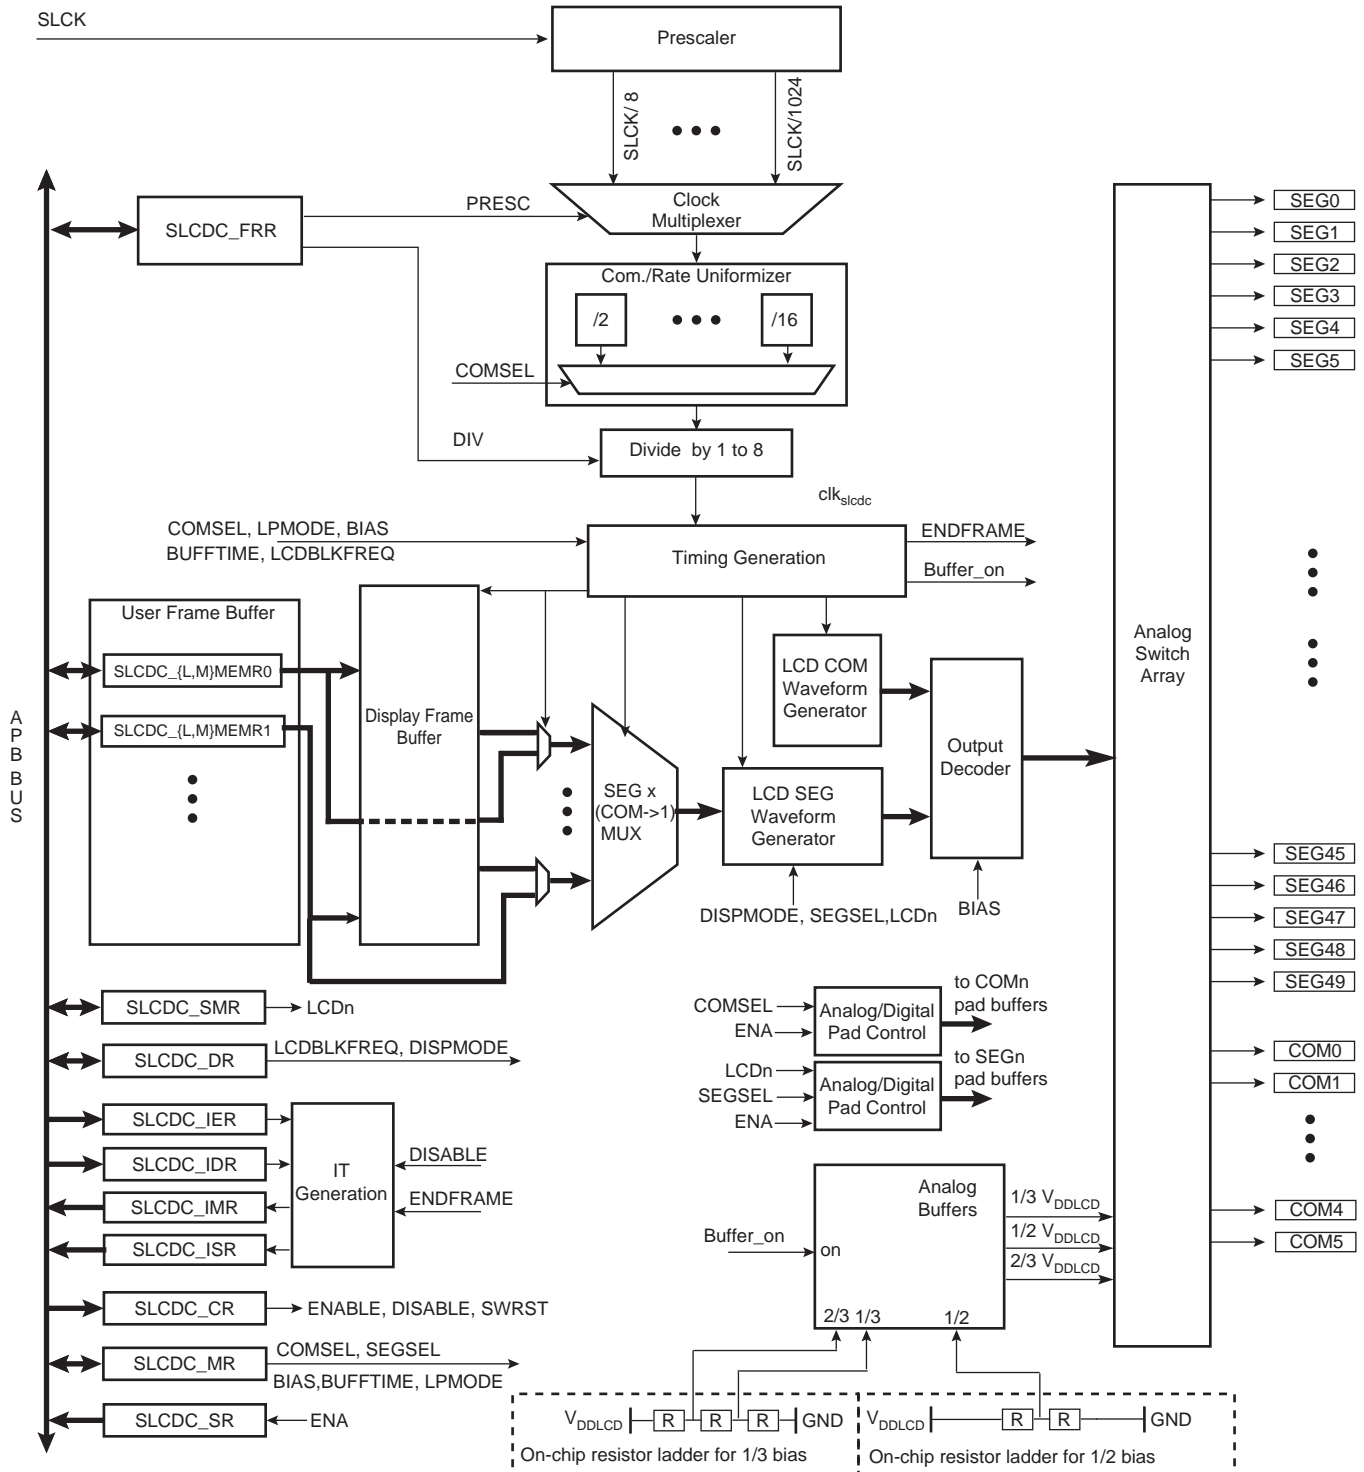 SLCK
Prescaler
SLCK/ 8
SLCK/1024
PRESC
Clock
Multiplexer
SLCDC_FRR
Com./Rate Uniformizer
/2
/16
COMSEL
DIV
Divide by 1 to 8
clkslcdc
COMSEL, LPMODE, BIAS
BUFFTIME, LCDBLKFREQ
Timing Generation
ENDFRAME
Buffer_on
APB BUS
User Frame Buffer
SLCDC_{L,M}MEMR0
SLCDC_{L,M}MEMR1
Display Frame
Buffer
SEG x
(COM->1)
MUX
LCD COM
Waveform
Generator
LCD SEG
Waveform
Generator
Output
Decoder
DISPMODE, SEGSEL,LCDn
BIAS
Analog
Switch
Array
SEG0
SEG1
SEG2
SEG3
SEG4
SEG5
SEG45
SEG46
SEG47
SEG48
SEG49
COM0
COM1
COM4
COM5
SLCDC_SMR
LCDn
SLCDC_DR
LCDBLKFREQ, DISPMODE
SLCDC_IER
SLCDC_IDR
SLCDC_IMR
SLCDC_ISR
IT
Generation
DISABLE
ENDFRAME
SLCDC_CR
ENABLE, DISABLE, SWRST
SLCDC_MR
COMSEL, SEGSEL
BIAS,BUFFTIME, LPMODE
SLCDC_SR
ENA
COMSEL
ENA
Analog/Digital
Pad Control
to COMn
pad buffers
LCDn
SEGSEL
ENA
Analog/Digital
Pad Control
to SEGn
pad buffers
Buffer_on
on
Analog
Buffers
2/3 1/3
1/2
1/3 VDDLCD
1/2 VDDLCD
2/3 VDDLCD
VDDLCD
R
R
R
GND
On-chip resistor ladder for 1/3 bias
VDDLCD
R
R
GND
On-chip resistor ladder for 1/2 bias